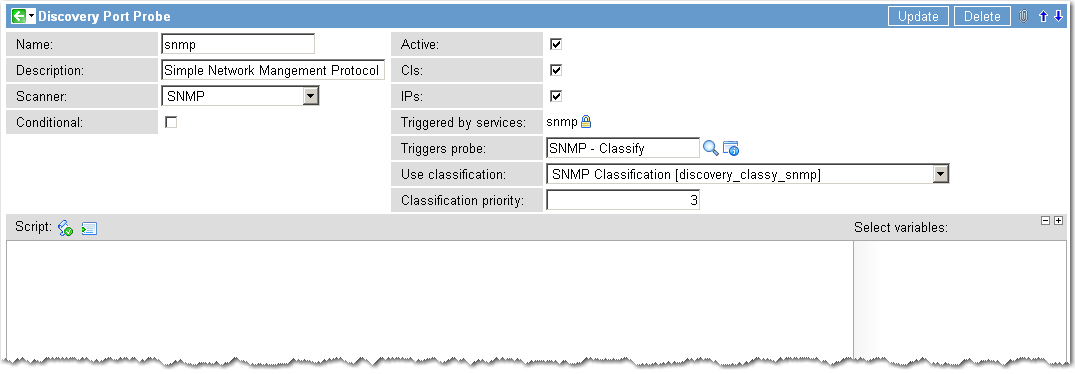 Discovery Port Probe Update Delete
Name: snmp Active:
Description: Simple Network Mangement Protocol CIs:
Scanner: SNMP IPs:
Conditional: Triggered by services: snmp
Triggers probe: SNMP - Classify
Use classification: SNMP Classification [discovery_classy_snmp]
Classification priority: 3
Script: Select variables: